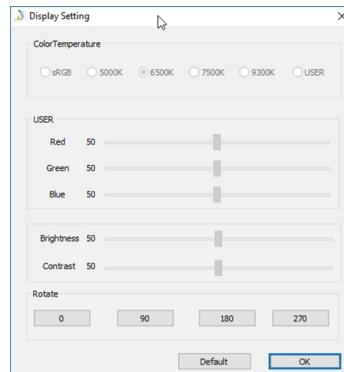 Display Setting
ColorTemperature
sRGB 5000K 6500K 7500K 9300K USER
USER
Red 50
Green 50
Blue 50
Brightness 50
Contrast 50
Rotate
0 90 180 270
Default OK